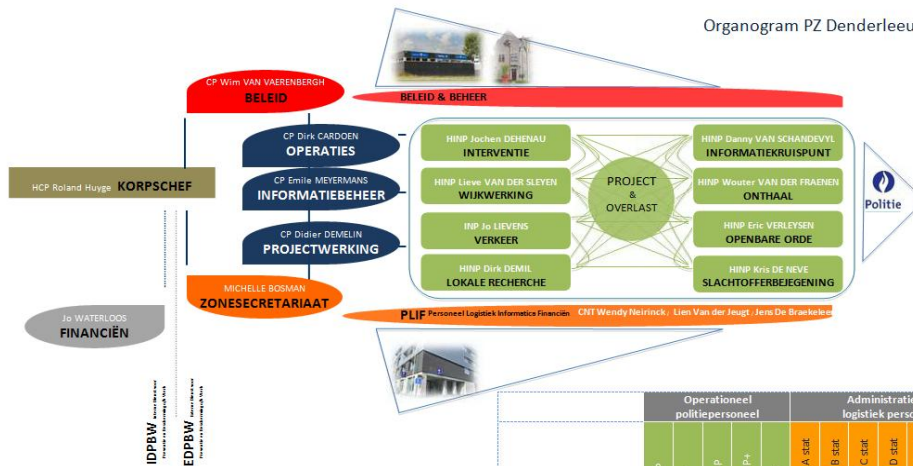 Organogram PZ Denderleeu
CP Wim VAN VAERENBERGH
BELEID
BELEID & BEHEER
CP Dirk CARDOEN
OPERATIES
HINP Jochen DEHENAU
INTERVENTIE
HINP Danny VAN SCHANDEVYL
INFORMATIEKRUISPUNT
HCP Roland Huyge KORPSCHEF
CP Emile MEYERMANS
INFORMATIEBEHEER
HINP Lieve VAN DER SLEYEN
WIJKWERKING
PROJECT
&
OVERLAST
HINP Wouter VAN DER FRAENEN
ONTHAAL
Politie
CP Didier DEMELIN
PROJECTWERKING
INP Jo LIEVENS
VERKEER
HINP Eric VERLEYSEN
OPENBARE ORDE
MICHELLE BOSMAN
ZONESECRETARIAAT
HINP Dirk DEMIL
LOKALE RECHERCHE
HINP Kris DE NEVE
SLACHTOFFERBEJEGENING
Jo WATERLOOS
FINANCIËN
PLIF Personeel Logistiek Informatica Financiën CNT Wendy Neirinck / Lien Van der Jeugt / Jens De Braekeleer
IDPBW
EDPBW
Operationeel
politiepersoneel
Administratie
logistiek perso
P
P
P+
A stat
B stat
C stat
D stat